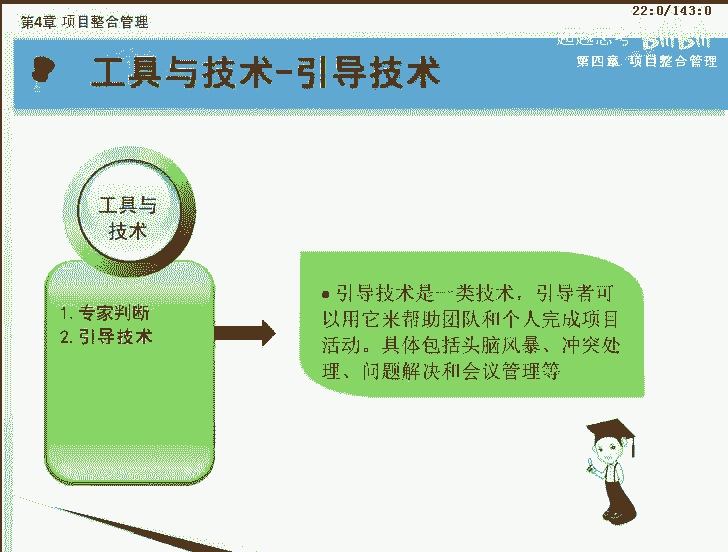 第4章 项目整合管理
22:0/143:0
第四章 项目整合管理
工具与技术-引导技术
工具与
技术
1. 专家判断
2. 引导技术
• 引导技术是一类技术，引导者可
以用它来帮助团队和个人完成项目
活动。具体包括头脑风暴、冲突处
理、问题解决和会议管理等